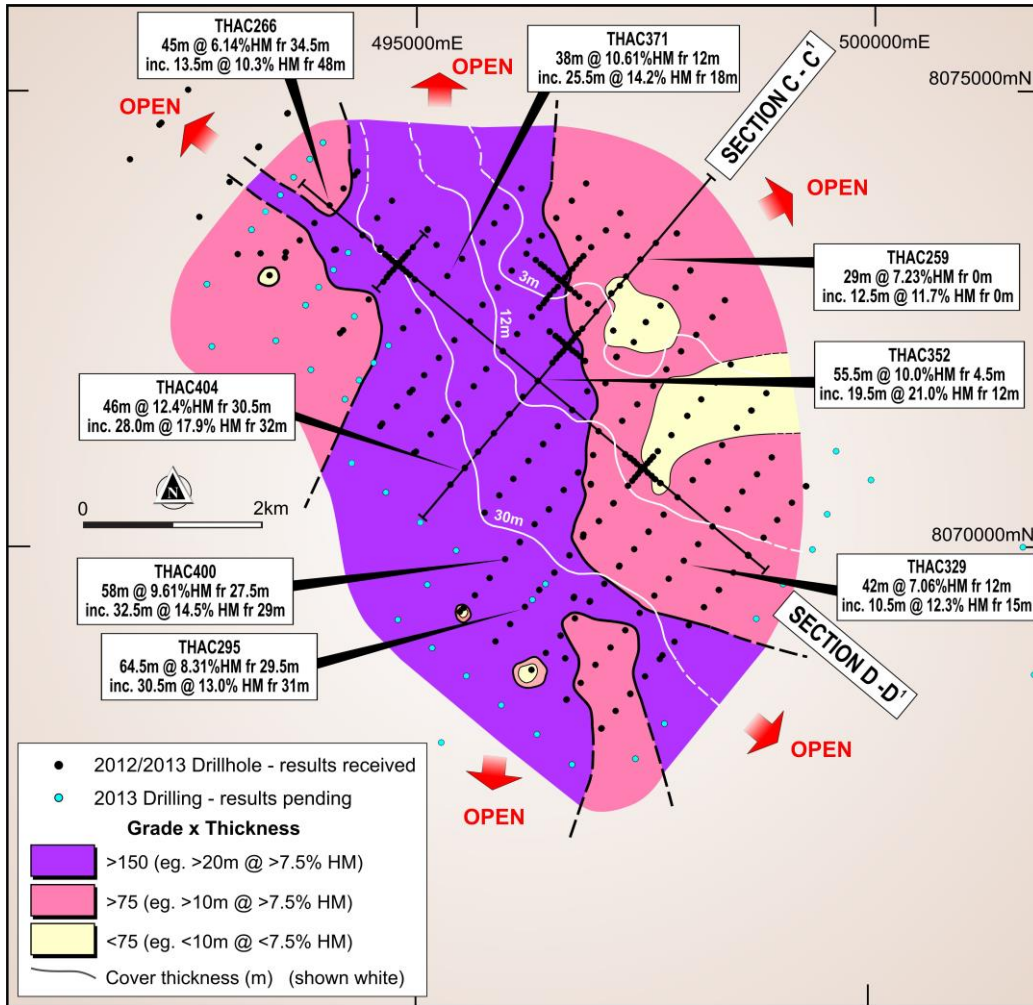 THAC266
45m @ 6.14%HM fr 34.5m
inc. 13.5m @ 10.3% HM fr 48m
495000mE
THAC371
38m @ 10.61%HM fr 12m
inc. 25.5m @ 14.2% HM fr 18m
500000mE
8075000mN
OPEN
OPEN
SECTION C - C¹
OPEN
THAC259
29m @ 7.23%HM fr 0m
inc. 12.5m @ 11.7% HM fr 0m
3m
12m
THAC352
55.5m @ 10.0%HM fr 4.5m
inc. 19.5m @ 21.0% HM fr 12m
THAC404
46m @ 12.4%HM fr 30.5m
inc. 28.0m @ 17.9% HM fr 32m
N
0 2km
30m
8070000mN
THAC400
58m @ 9.61%HM fr 27.5m
inc. 32.5m @ 14.5% HM fr 29m
THAC329
42m @ 7.06%HM fr 12m
inc. 10.5m @ 12.3% HM fr 15m
THAC295
64.5m @ 8.31%HM fr 29.5m
inc. 30.5m @ 13.0% HM fr 31m
SECTION D -D¹
OPEN
OPEN
2012/2013 Drillhole - results received
2013 Drilling - results pending
Grade x Thickness
>150 (eg. >20m @ >7.5% HM)
>75 (eg. >10m @ >7.5% HM)
<75 (eg. <10m @ <7.5% HM)
Cover thickness (m) (shown white)